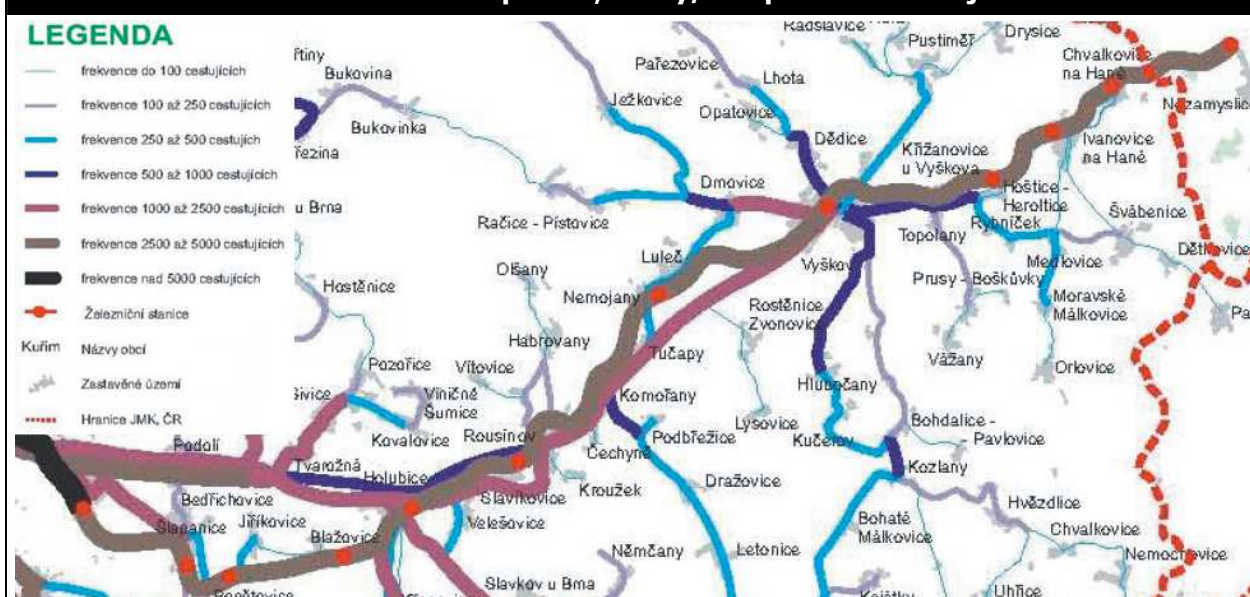 LEGENDA
frekvence do 100 cestujících
frekvence 100 až 250 cestujících
frekvence 250 až 500 cestujících
frekvence 500 až 1000 cestujících
frekvence 1000 až 2500 cestujících
frekvence 2500 až 5000 cestujících
frekvence nad 5000 cestujících
Železniční stanice
Kuřim Názvy obcí
Zastavěné území
Hranice JMK, ČR
Bukovina
Bukovinka
u Brna
Hostěnice
Pozořice
Viničné
Šumice
Kovalovice
Vítovice
Olšany
Habrovany
Račice - Pístovice
Ježkovice
Pařezovice
Lhota
Opatovice
Dědice
Radslavice
Pustiměř
Drysice
Chvalkovice
na Hané
Nezamyslice
Ivanovice
na Hané
Křižanovice
u Vyškova
Hoštice -
Heroltice
Rybníček
Švábenice
Dětkovice
Medlovice
Moravské
Málkovice
Orlovice
Topolany
Prusy - Boškůvky
Vážany
Drnovice
Luleč
Nemojany
Vyškov
Rostěnice
Zvonovice
Tučapy
Komořany
Podbřežice
Lysovice
Hlubočany
Kučerov
Bohdalice -
- Pavlovice
Kozlany
Hvězdlice
Chvalkovice
Nemochovice
Uhřice
Bohaté
Málkovice
Dražovice
Letonice
Němčany
Slavkov u Brna
Rousínov
Čechyně
Kroužek
Slavíkovice
Velešovice
Holubice
Tvarožná
Podolí
Bedřichovice
Šlapanice
Jiříkovice
Blažovice